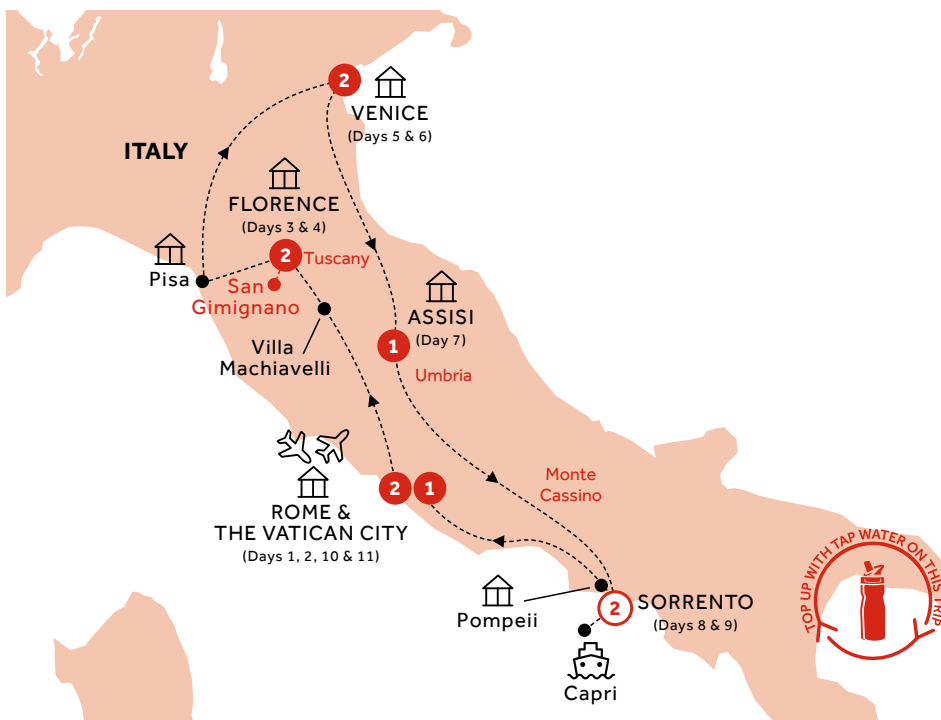 2
VENICE
(Days 5 & 6)
ITALY
FLORENCE
(Days 3 & 4)
2
Tuscany
Pisa
San
Gimignano
ASSISI
(Day 7)
1
Umbria
Villa
Machiavelli
Monte
Cassino
2
1
ROME &
THE VATICAN CITY
(Days 1, 2, 10 & 11)
Pompeii
2
SORRENTO
(Days 8 & 9)
Capri
TOP UP WITH TAP WATER ON THIS TRIP